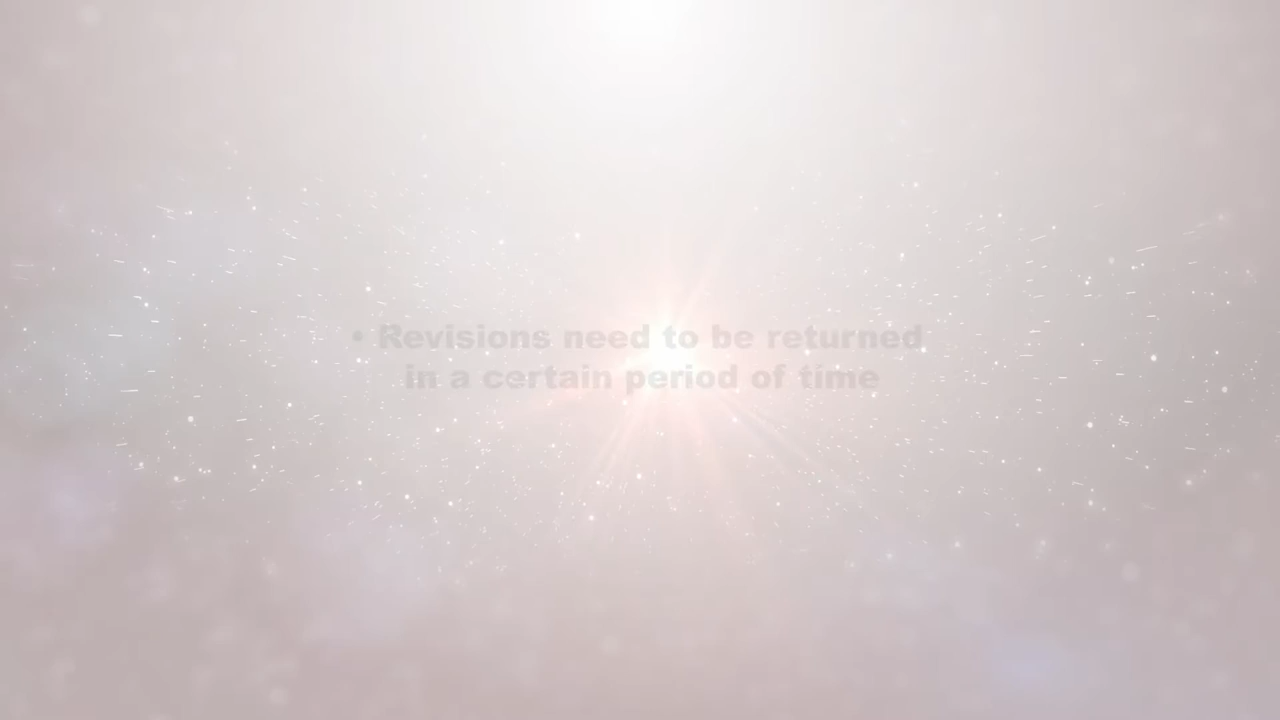 • Revisions need to be returned
in a certain period of time